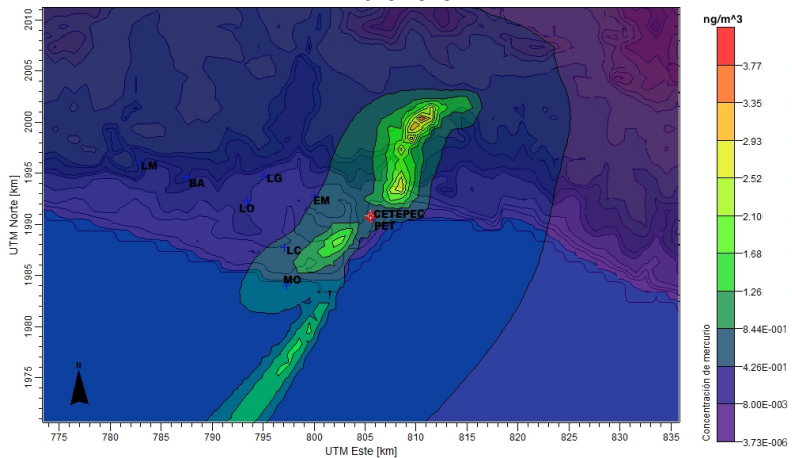 ng/m^3
3.77
3.35
2.93
2.52
2.10
1.68
1.26
8.44E-001
4.26E-001
8.00E-003
3.73E-006
Concentración de mercurio
UTM Norte [km]
2010
2005
2000
1995
1990
1985
1980
1975
LM
BA
LG
LO
EM
CETEPEC
PET
LC
MO
N
775
780
785
790
795
800
805
810
815
820
825
830
835
UTM Este [km]